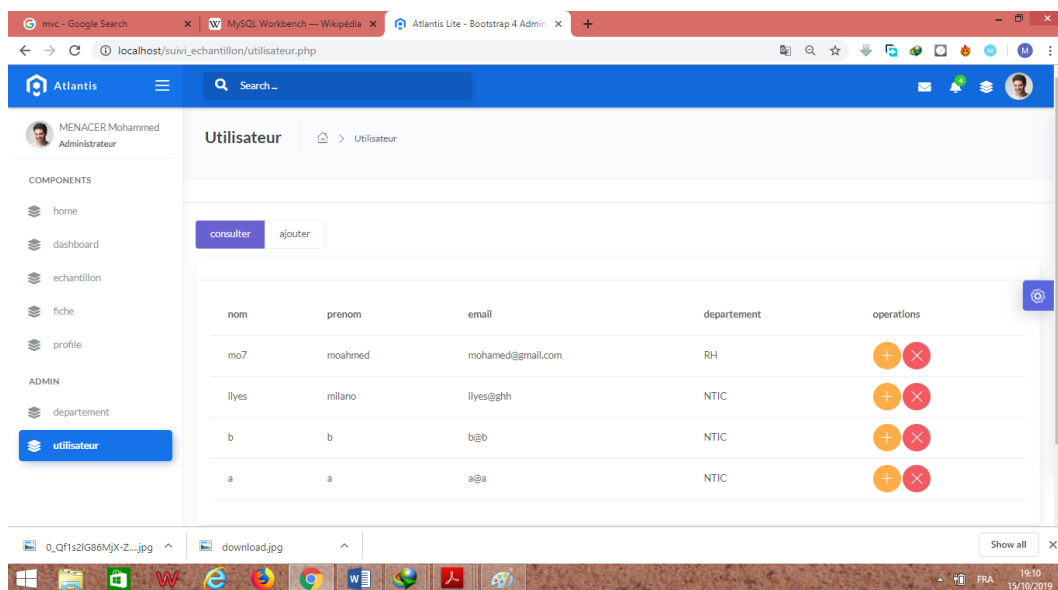 mvc - Google Search
MySQL Workbench — Wikipédia
Atlantis Lite - Bootstrap 4 Admin
localhost/suivi_echantillon/utilisateur.php
M
M
Atlantis
Search ...
4
MENACER Mohammed
Administrateur
Utilisateur
> Utilisateur
COMPONENTS
home
dashboard
echantillon
fiche
profile
ADMIN
departement
utilisateur
consulter ajouter
nom prenom email departement operations
mo7 moahmed mohamed@gmail.com RH
ilyes milano ilyes@ghh NTIC
b b b@b NTIC
a a a@a NTIC
0_Qf1s2lG86MjX-Z....jpg
download.jpg
Show all
FRA
19:10
15/10/2019